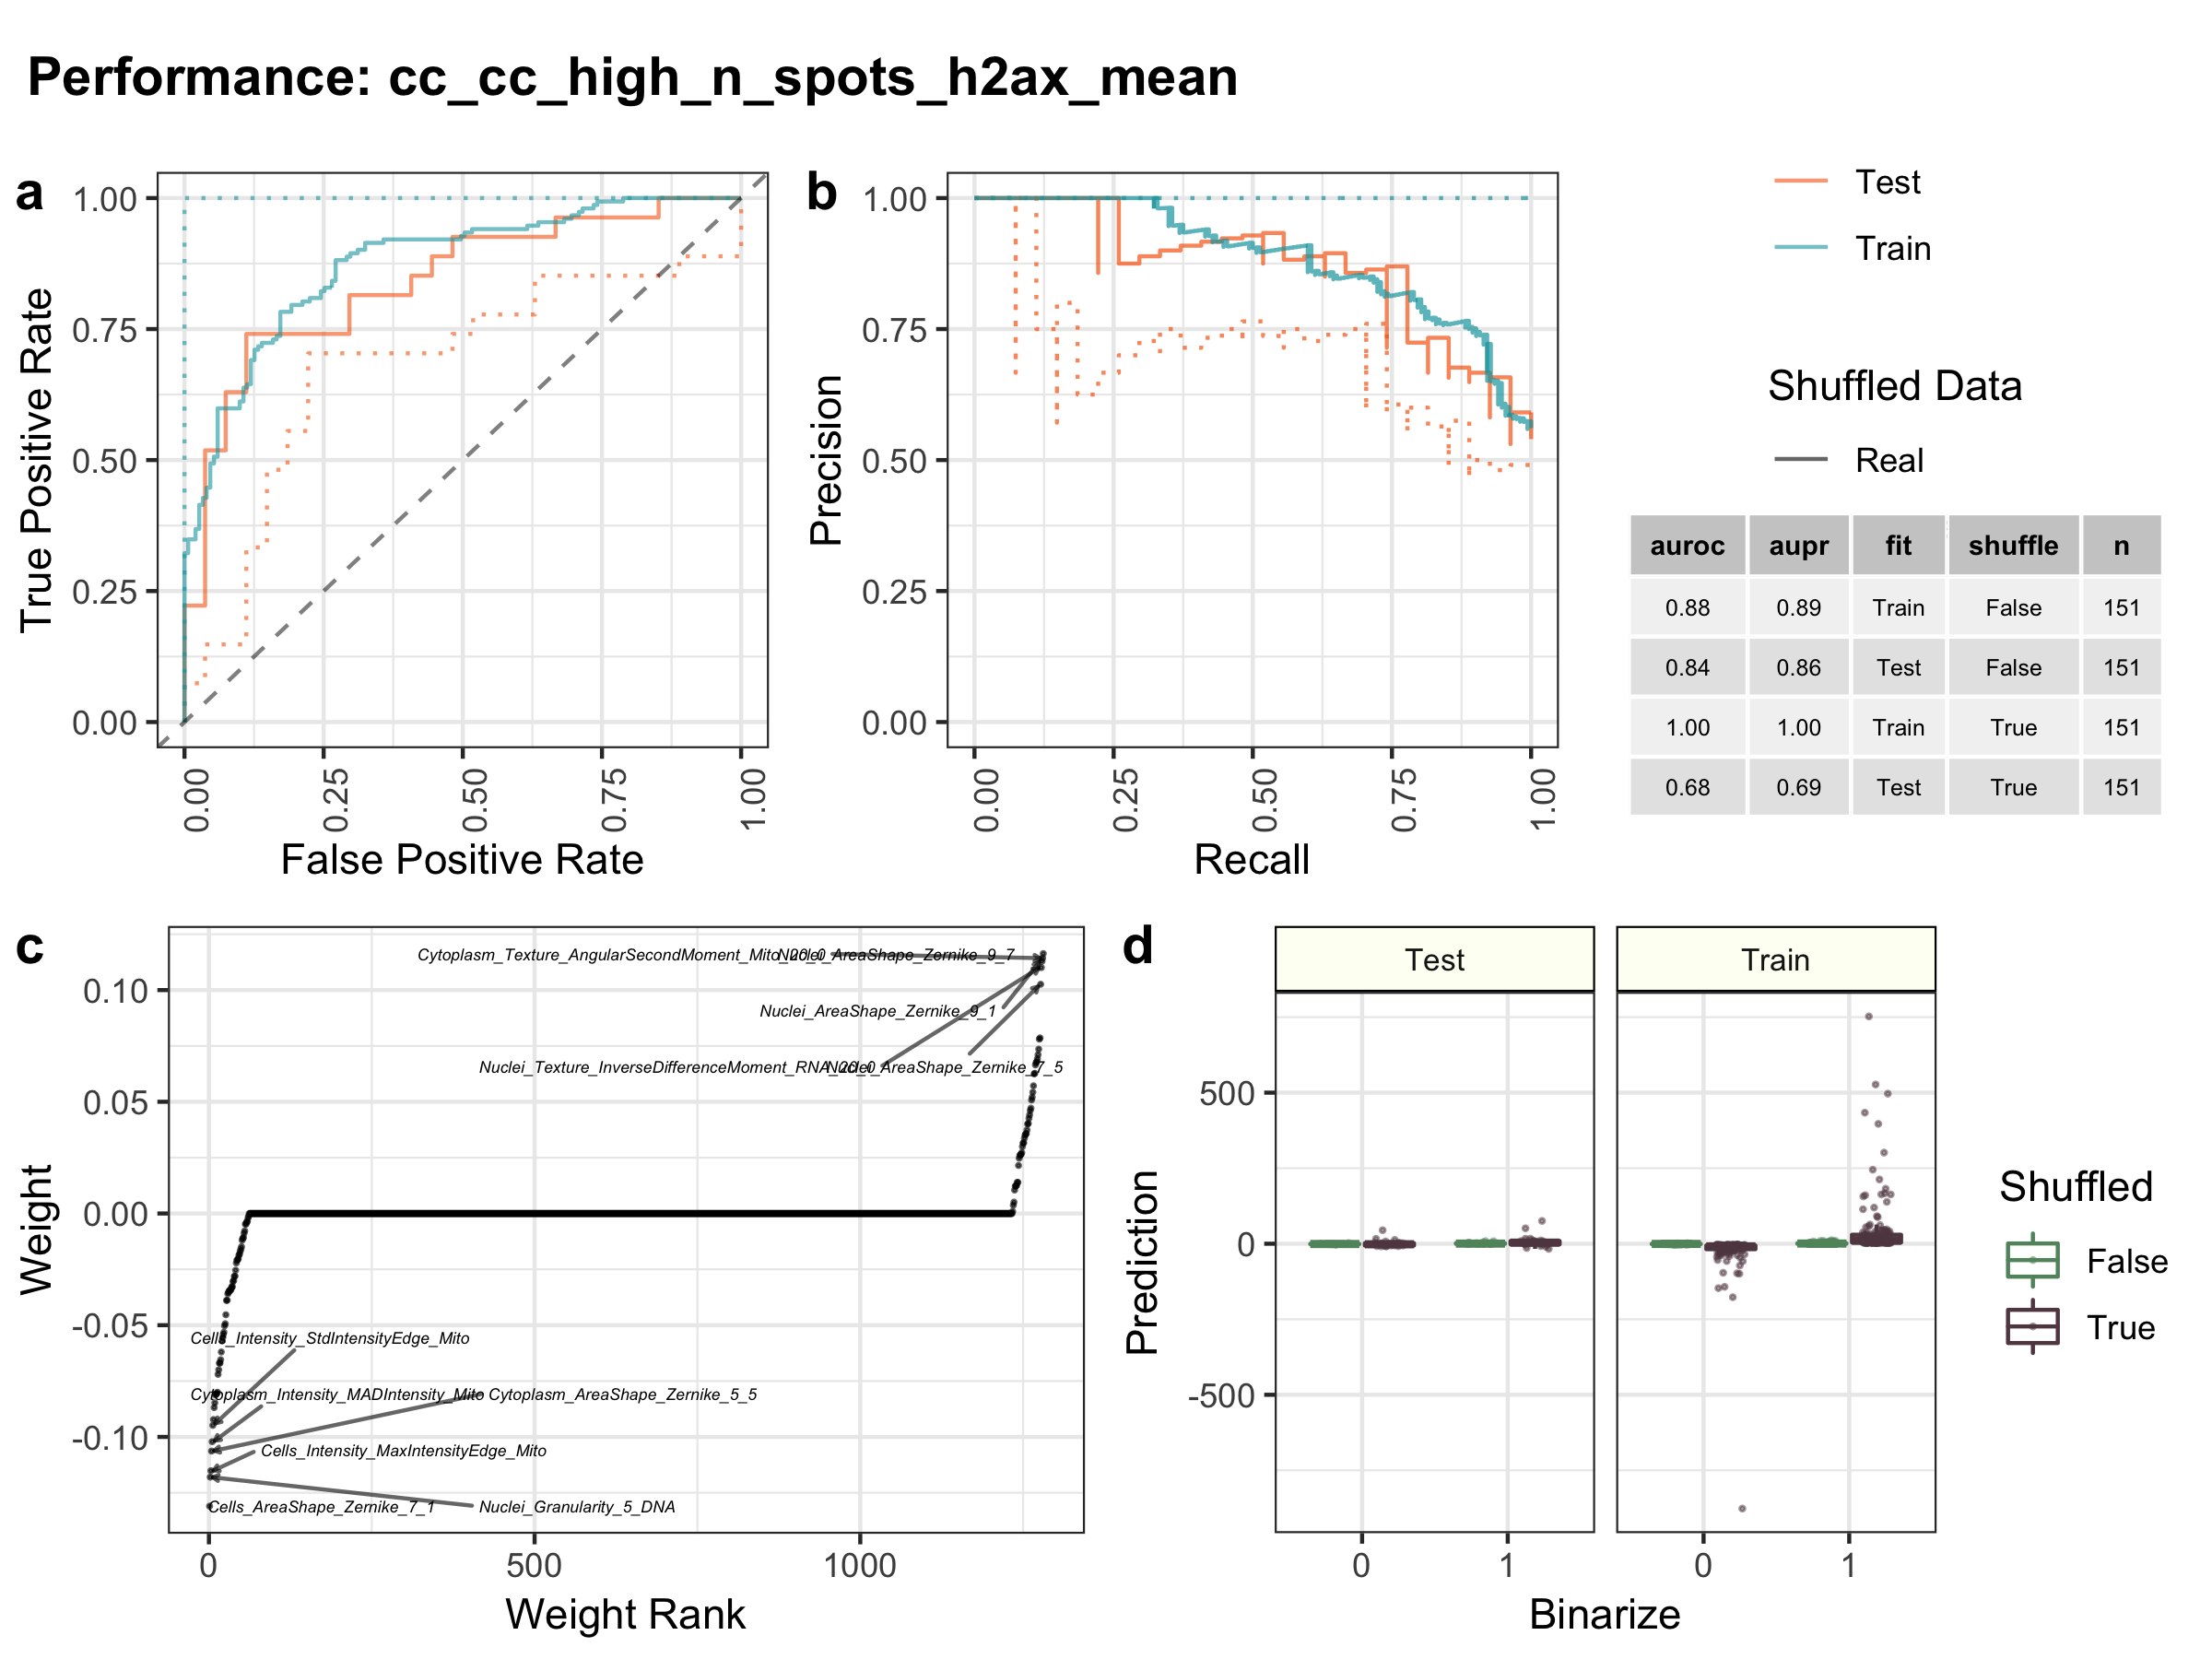 Performance: cc_cc_high_n_spots_h2ax_mean
a
1.00
0.75
0.50
0.25
0.00
True Positive Rate
0.00
0.25
0.50
0.75
1.00
False Positive Rate
b
1.00
0.75
0.50
0.25
0.00
Precision
0.00
0.25
0.50
0.75
1.00
Recall
Test
Train
Shuffled Data
Real
auroc aupr fit shuffle n
0.88 0.89 Train False 151
0.84 0.86 Test False 151
1.00 1.00 Train True 151
0.68 0.69 Test True 151
c
0.10
0.05
0.00
-0.05
-0.10
Weight
Cytoplasm_Texture_AngularSecondMoment_Mito_20_0
Nuclei_AreaShape_Zernike_9_7
Nuclei_AreaShape_Zernike_9_1
Nuclei_Texture_InverseDifferenceMoment_RNA_20_0
Nuclei_AreaShape_Zernike_7_5
Cells_Intensity_StdIntensityEdge_Mito
Cytoplasm_Intensity_MADIntensity_Mito
Cytoplasm_AreaShape_Zernike_5_5
Cells_Intensity_MaxIntensityEdge_Mito
Cells_AreaShape_Zernike_7_1
Nuclei_Granularity_5_DNA
0
500
1000
Weight Rank
d
Test
Train
500
0
-500
Prediction
0
1
0
1
Binarize
Shuffled
False
True